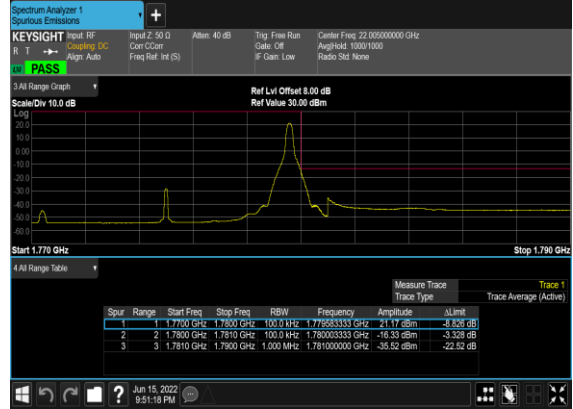 Spectrum Analyzer 1
Spurious Emissions
KEYSIGHT Input: RF Input Z: 50 Ω Atten: 40 dB Trig: Free Run Center Freq: 22.005000000 GHz
R T Coupling: DC Corr CCorr Gate: Off Avg|Hold: 1000/1000
Align: Auto Freq Ref: Int (S) IF Gain: Low Radio Std: None
PASS
3 All Range Graph
Ref Lvl Offset 8.00 dB
Scale/Div 10.0 dB Ref Value 30.00 dBm
Log
20.0
10.0
0.00
-10.0
-20.0
-30.0
-40.0
-50.0
-60.0
Start 1.770 GHz Stop 1.790 GHz
4 All Range Table
Measure Trace Trace 1
Trace Type Trace Average (Active)
Spur Range Start Freq Stop Freq RBW Frequency Amplitude ΔLimit
1 1 1.7700 GHz 1.7800 GHz 100.0 kHz 1.779583333 GHz 21.17 dBm -8.826 dB
2 2 1.7800 GHz 1.7810 GHz 100.0 kHz 1.780003333 GHz -16.33 dBm -3.328 dB
3 3 1.7810 GHz 1.7900 GHz 1.000 MHz 1.781000000 GHz -35.52 dBm -22.52 dB
?
Jun 15, 2022
9:51:18 PM